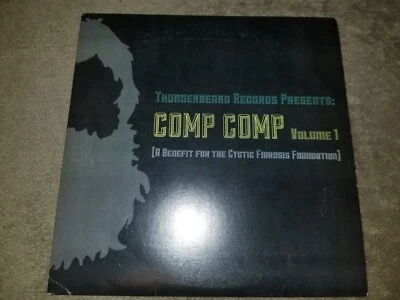 Thunderbeard Records Presents:
COMP COMP Volume 1
[A Benefit for the Cystic Fibrosis Foundation]